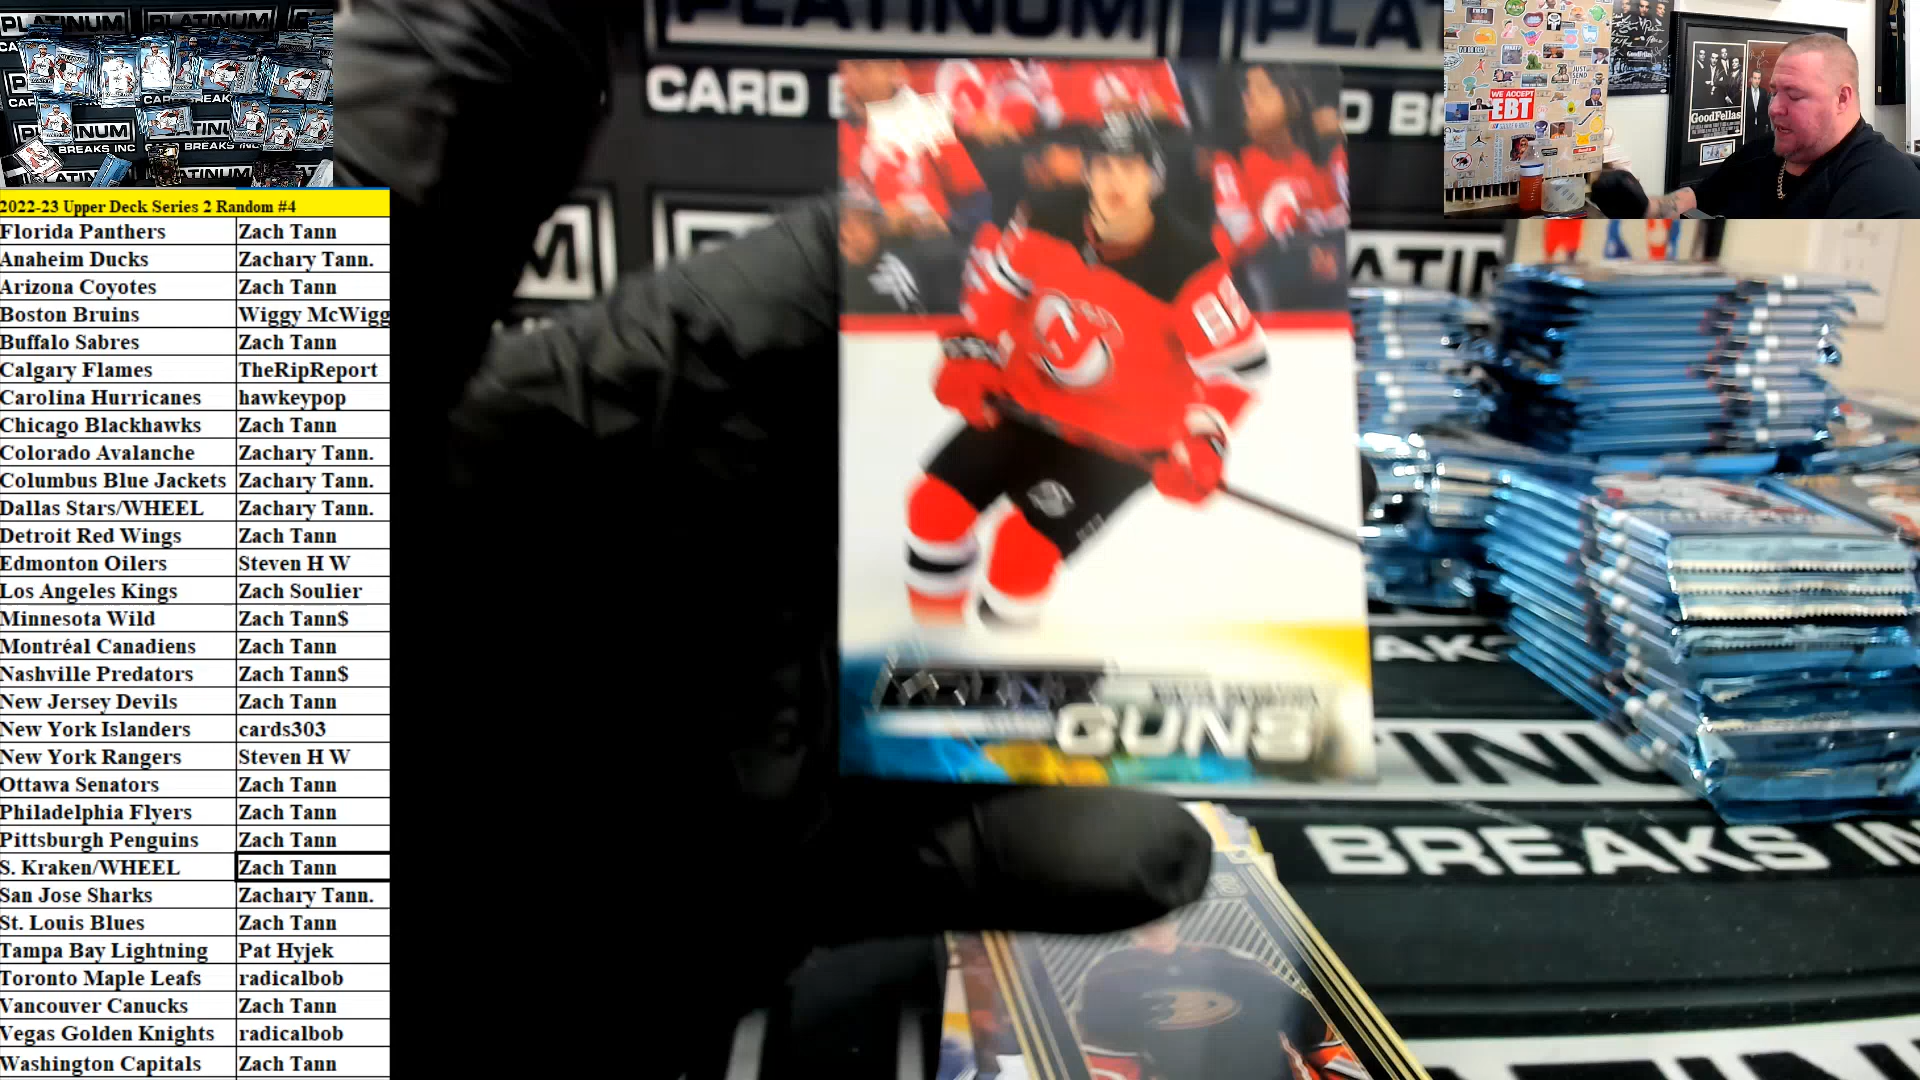 2022-23 Upper Deck Series 2 Random #4
Florida Panthers Zach Tann
Anaheim Ducks Zachary Tann.
Arizona Coyotes Zach Tann
Boston Bruins Wiggy McWigg
Buffalo Sabres Zach Tann
Calgary Flames TheRipReport
Carolina Hurricanes hawkeypop
Chicago Blackhawks Zach Tann
Colorado Avalanche Zachary Tann.
Columbus Blue Jackets Zachary Tann.
Dallas Stars/WHEEL Zachary Tann.
Detroit Red Wings Zach Tann
Edmonton Oilers Steven H W
Los Angeles Kings Zach Soulier
Minnesota Wild Zach Tann$
Montréal Canadiens Zach Tann
Nashville Predators Zach Tann$
New Jersey Devils Zach Tann
New York Islanders cards303
New York Rangers Steven H W
Ottawa Senators Zach Tann
Philadelphia Flyers Zach Tann
Pittsburgh Penguins Zach Tann
S. Kraken/WHEEL Zach Tann
San Jose Sharks Zachary Tann.
St. Louis Blues Zach Tann
Tampa Bay Lightning Pat Hyjek
Toronto Maple Leafs radicalbob
Vancouver Canucks Zach Tann
Vegas Golden Knights radicalbob
Washington Capitals Zach Tann
PLATINUM
CARD
GUNS
BREAKS IN
PLATINUM
BREAKS INC
WE ACCEPT
EBT
GoodFellas